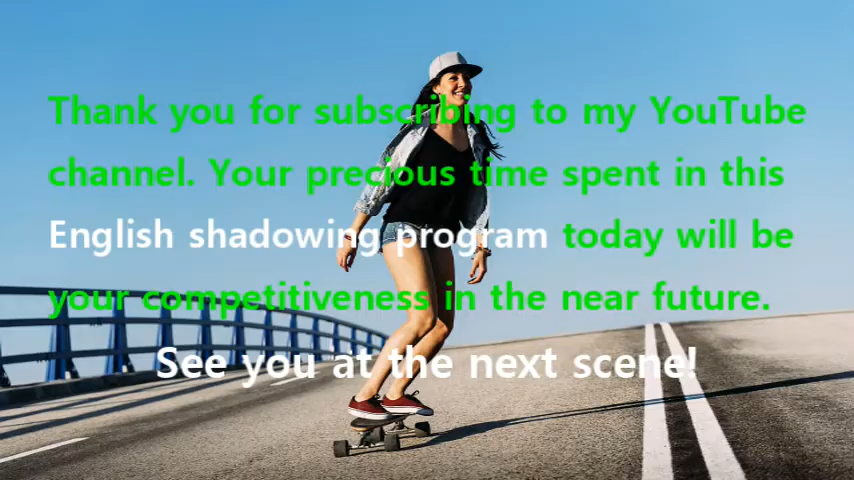 Thank you for subscribing to my YouTube
channel. Your precious time spent in this
English shadowing program today will be
your competitiveness in the near future.
See you at the next scene!